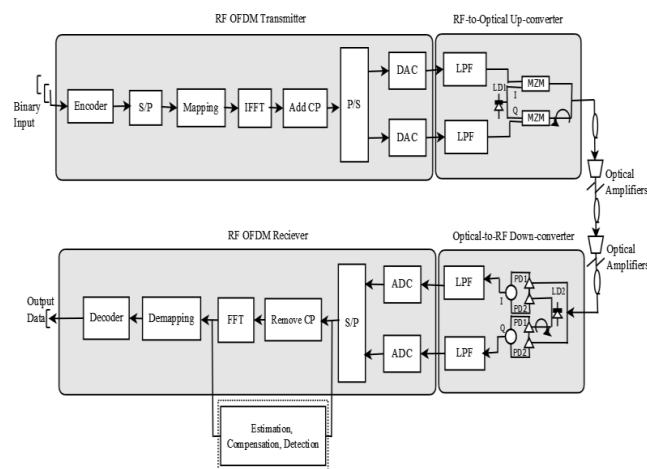 RF OFDM Transmitter
RF-to-Optical Up-converter
Binary
Input
Encoder
S/P
Mapping
IFFT
Add CP
P/S
DAC
DAC
LPF
LPF
LD1
I
Q
MZM
MZM
Optical
Amplifiers
Optical
Amplifiers
RF OFDM Reciever
Optical-to-RF Down-converter
Output
Data
Decoder
Demapping
FFT
Remove CP
S/P
ADC
ADC
LPF
LPF
I
Q
PD1
PD2
PD1
PD2
LD2
Estimation,
Compensation, Detection